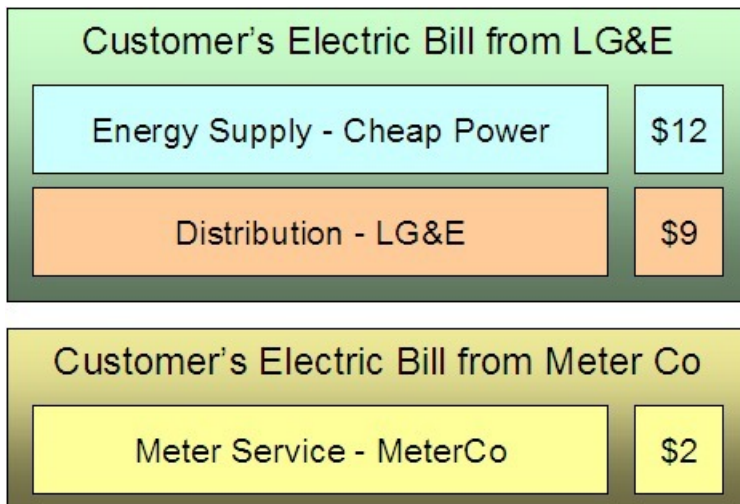 Customer’s Electric Bill from LG&E
Energy Supply - Cheap Power $12
Distribution - LG&E $9
Customer’s Electric Bill from Meter Co
Meter Service - MeterCo $2